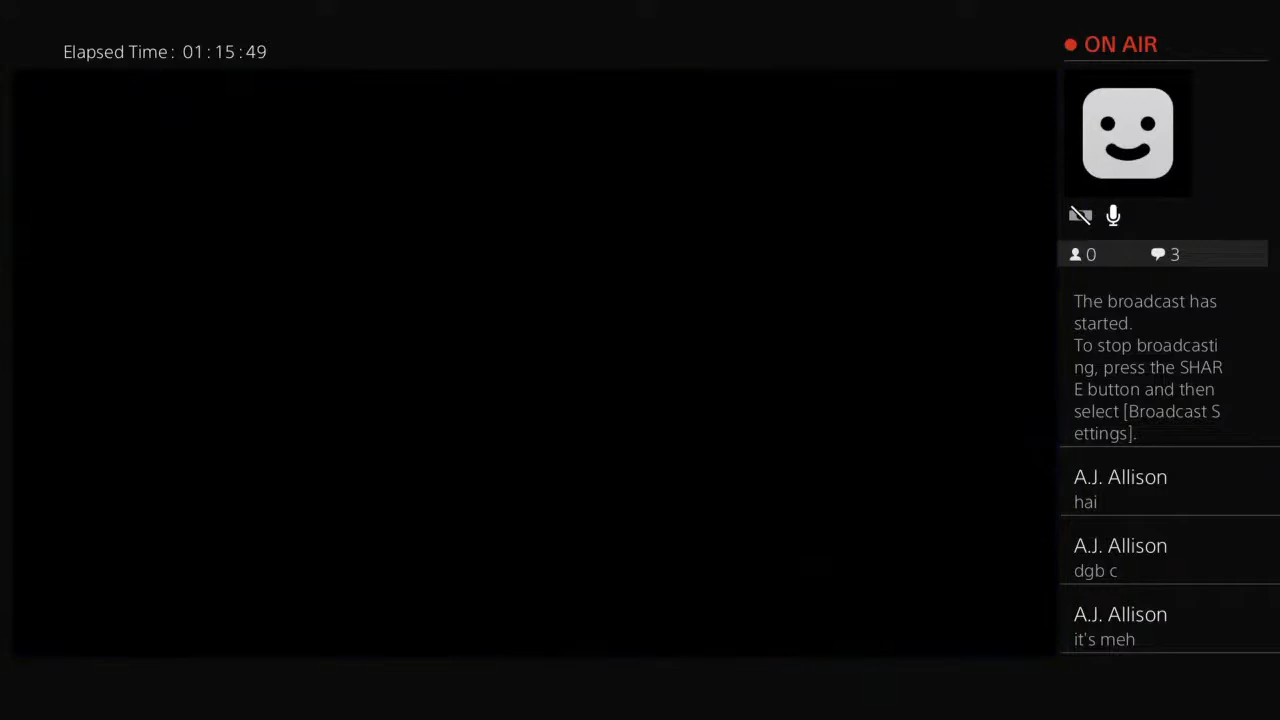 Elapsed Time: 01:15:49
ON AIR
0 3
The broadcast has
started.
To stop broadcasti
ng, press the SHAR
E button and then
select [Broadcast S
ettings].
A.J. Allison
hai
A.J. Allison
dgb c
A.J. Allison
it's meh